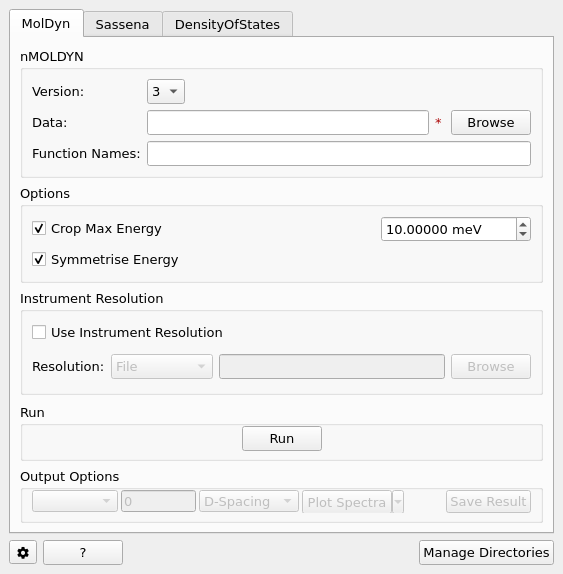 MolDyn Sassena DensityOfStates
nMOLDYN
Version: 3
Data: * Browse
Function Names:
Options
Crop Max Energy 10.00000 meV
Symmetrise Energy
Instrument Resolution
Use Instrument Resolution
Resolution: File Browse
Run
Run
Output Options
0 D-Spacing Plot Spectra Save Result
? Manage Directories